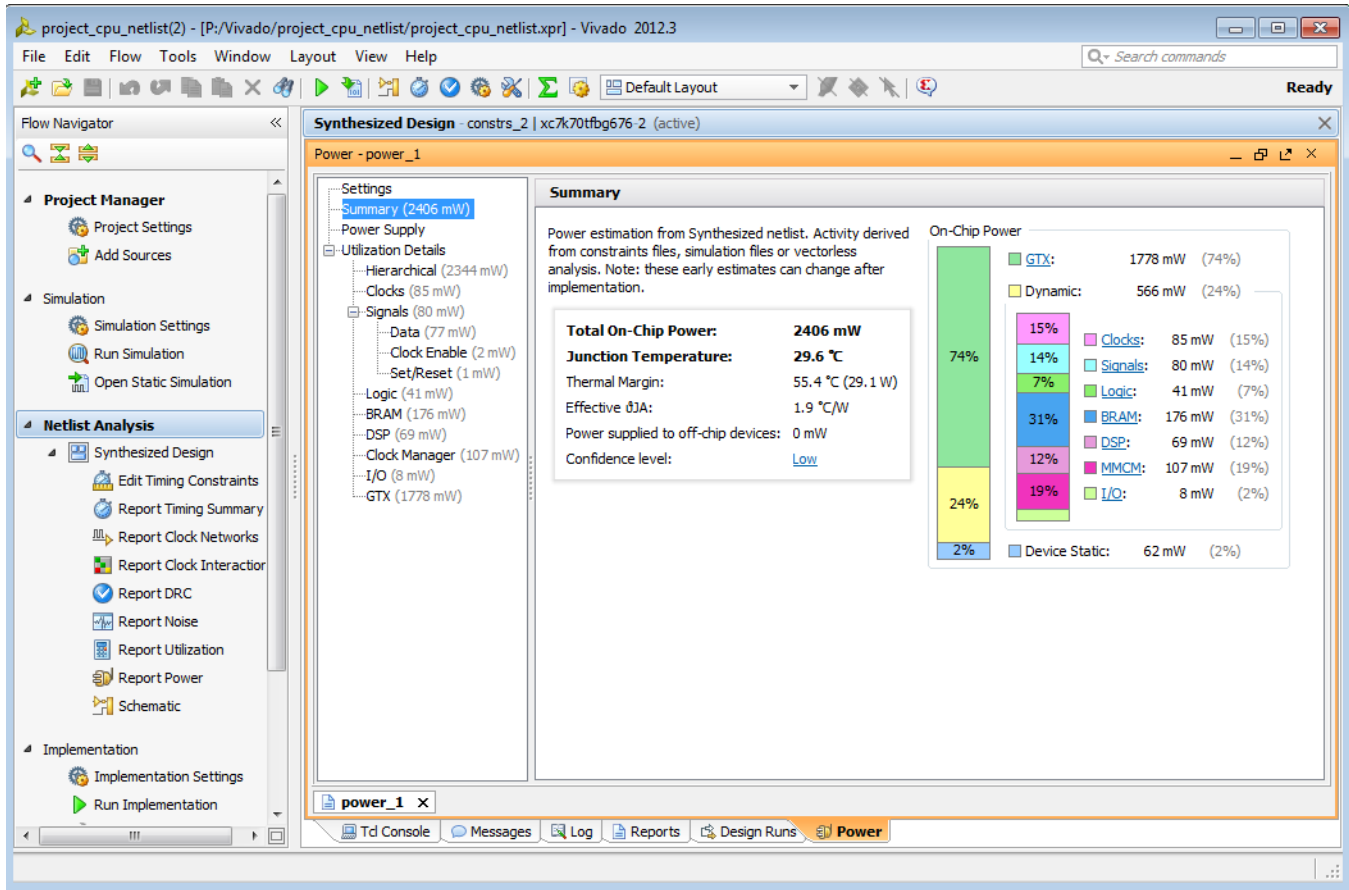 project_cpu_netlist(2) - [P:/Vivado/project_cpu_netlist/project_cpu_netlist.xpr] - Vivado 2012.3
File Edit Flow Tools Window Layout View Help
Search commands
Default Layout
Ready
Flow Navigator
Project Manager
Project Settings
Add Sources
Simulation
Simulation Settings
Run Simulation
Open Static Simulation
Netlist Analysis
Synthesized Design
Edit Timing Constraints
Report Timing Summary
Report Clock Networks
Report Clock Interactior
Report DRC
Report Noise
Report Utilization
Report Power
Schematic
Implementation
Implementation Settings
Run Implementation
Synthesized Design - constrs_2 | xc7k70tfbg676-2 (active)
Power - power_1
Settings
Summary (2406 mW)
Power Supply
Utilization Details
Hierarchical (2344 mW)
Clocks (85 mW)
Signals (80 mW)
Data (77 mW)
Clock Enable (2 mW)
Set/Reset (1 mW)
Logic (41 mW)
BRAM (176 mW)
DSP (69 mW)
Clock Manager (107 mW)
I/O (8 mW)
GTX (1778 mW)
Summary
Power estimation from Synthesized netlist. Activity derived
from constraints files, simulation files or vectorless
analysis. Note: these early estimates can change after
implementation.
Total On-Chip Power: 2406 mW
Junction Temperature: 29.6 °C
Thermal Margin: 55.4 °C (29.1 W)
Effective ϑJA: 1.9 °C/W
Power supplied to off-chip devices: 0 mW
Confidence level: Low
On-Chip Power
74%
24%
2%
GTX: 1778 mW (74%)
Dynamic: 566 mW (24%)
15%
14%
7%
31%
12%
19%
Clocks: 85 mW (15%)
Signals: 80 mW (14%)
Logic: 41 mW (7%)
BRAM: 176 mW (31%)
DSP: 69 mW (12%)
MMCM: 107 mW (19%)
I/O: 8 mW (2%)
Device Static: 62 mW (2%)
power_1
Tcl Console Messages Log Reports Design Runs Power